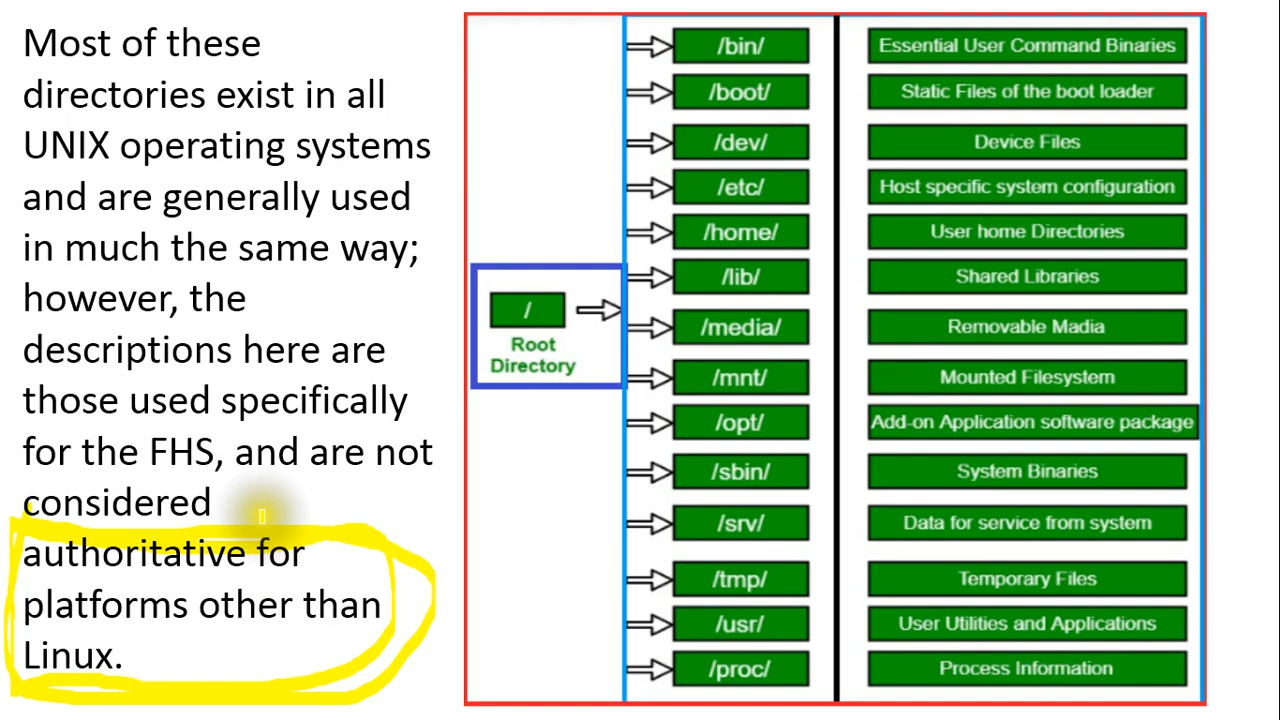 Most of these
directories exist in all
UNIX operating systems
and are generally used
in much the same way;
however, the
descriptions here are
those used specifically
for the FHS, and are not
considered
authoritative for
platforms other than
Linux.
/
Root
Directory
/bin/ Essential User Command Binaries
/boot/ Static Files of the boot loader
/dev/ Device Files
/etc/ Host specific system configuration
/home/ User home Directories
/lib/ Shared Libraries
/media/ Removable Madia
/mnt/ Mounted Filesystem
/opt/ Add-on Application software package
/sbin/ System Binaries
/srv/ Data for service from system
/tmp/ Temporary Files
/usr/ User Utilities and Applications
/proc/ Process Information